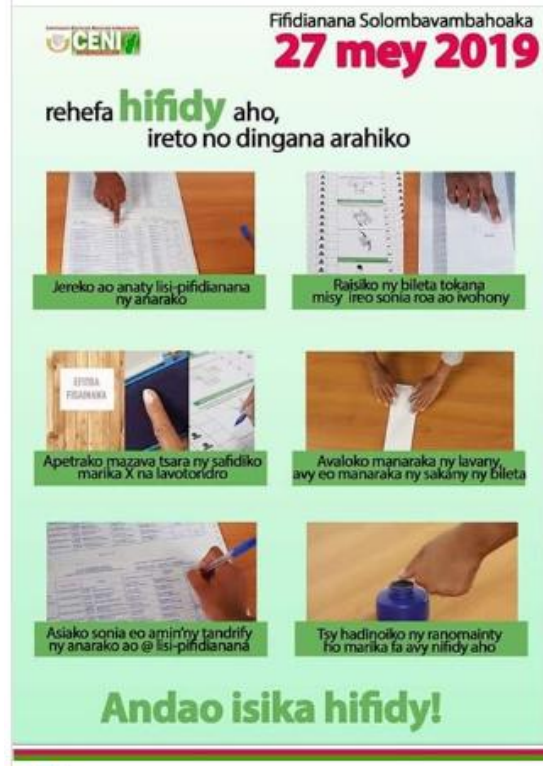 CENI
Fifidianana Solombavambahoaka
27 mey 2019
rehefa hifidy aho,
ireto no dingana arahiko
Jereko ao anaty lisi-pifidianana
ny anarako
Raisiko ny bileta tokana
misy ireo sonia roa ao ivohony
EFITRA
FISAINANA
Apetrako mazava tsara ny safidiko
marika X na lavotondro
Avaloko manaraka ny lavany,
avy eo manaraka ny sakany ny bileta
Asiako sonia eo amin'ny tandrify
ny anarako ao @ lisi-pifidianana
Tsy hadinoiko ny ranomainty
ho marika fa avy nifidy aho
Andao isika hifidy!